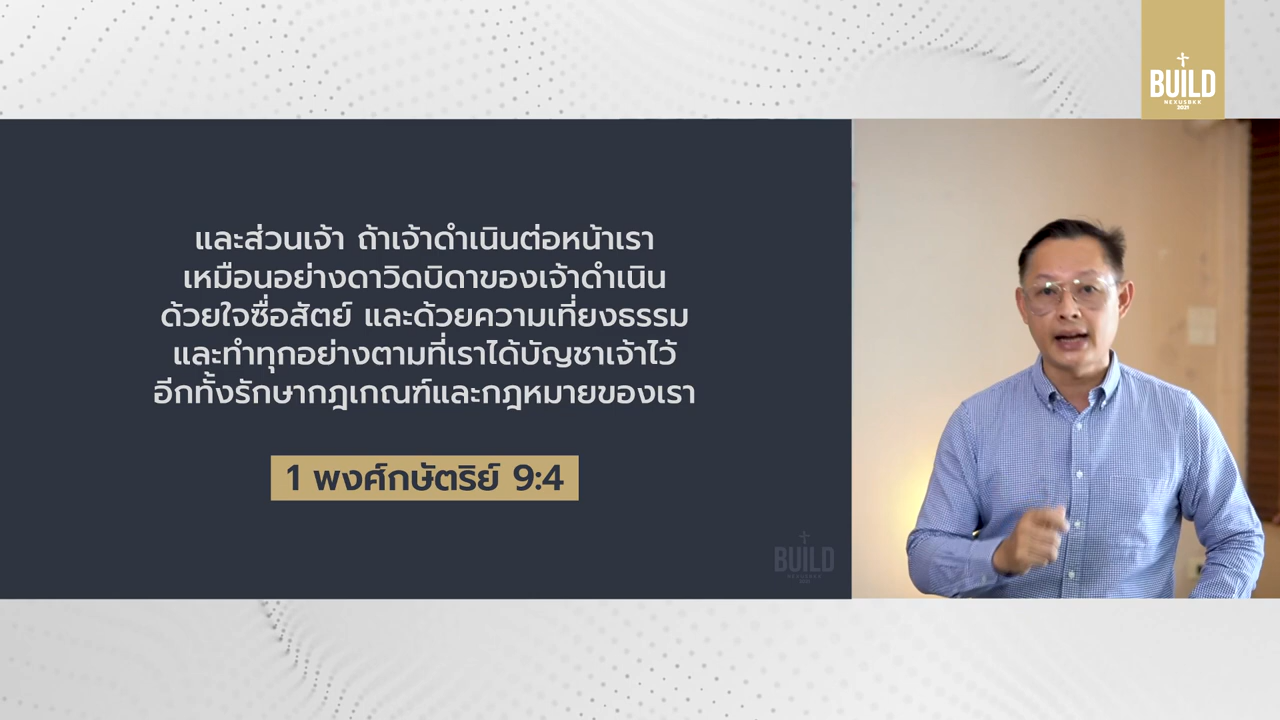 BUILD
NEXUSBKK
2021
และส่วนเจ้า ถ้าเจ้าดำเนินต่อหน้าเรา
เหมือนอย่างดาวิดบิดาของเจ้าดำเนิน
ด้วยใจซื่อสัตย์ และด้วยความเที่ยงธรรม
และทำทุกอย่างตามที่เราได้บัญชาเจ้าไว้
อีกทั้งรักษากฎเกณฑ์และกฎหมายของเรา
1 พงศ์กษัตริย์ 9:4
BUILD
NEXUSBKK
2021